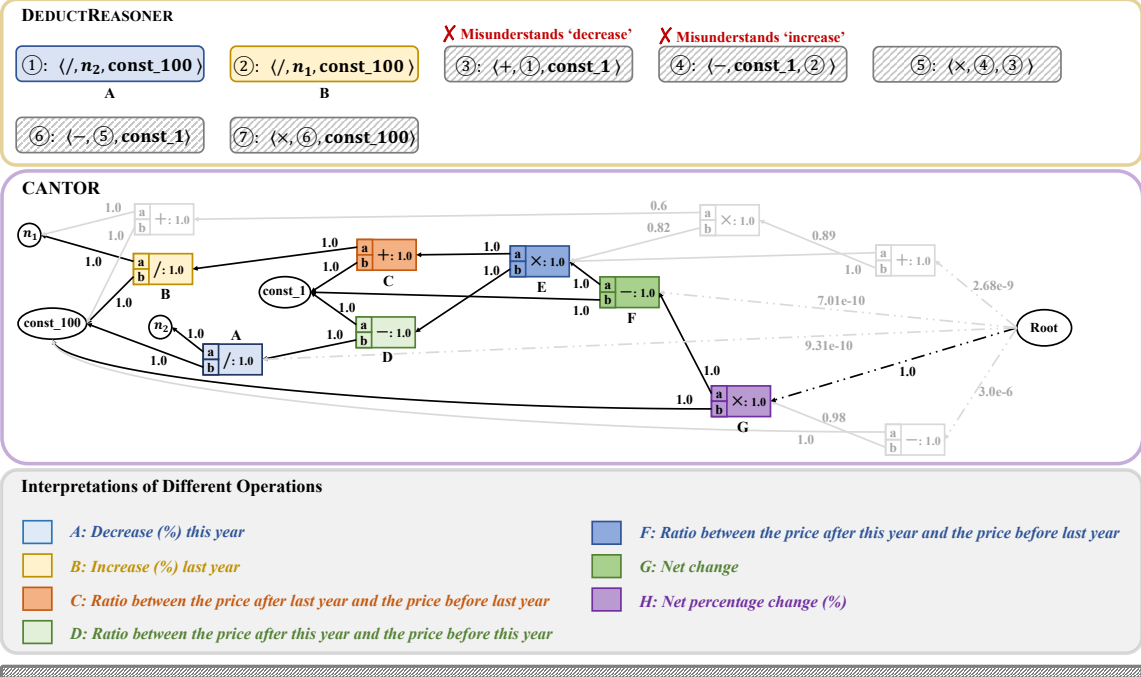 DEDUCTREASONER
✗ Misunderstands ‘decrease’ ✗ Misunderstands ‘increase’
①: ⟨/, n₂, const_100 ⟩ ②: ⟨/, n₁, const_100 ⟩ ③: ⟨+, ①, const_1⟩ ④: ⟨−, const_1, ②⟩ ⑤: ⟨×, ④, ③ ⟩
A B
⑥: ⟨−, ⑤, const_1⟩ ⑦: ⟨×, ⑥, const_100⟩
CANTOR
n₁
1.0
1.0
a
b
+: 1.0
0.6
0.82
a
b
×: 1.0
0.89
1.0
a
b
+: 1.0
2.68e-9
1.0
1.0
a
b
/: 1.0
B
1.0
1.0
a
b
+: 1.0
C
1.0
1.0
a
b
×: 1.0
E
1.0
1.0
a
b
−: 1.0
F
7.01e-10
const_1
const_100
n₂
1.0
1.0
A
a
b
/: 1.0
1.0
1.0
a
b
−: 1.0
D
9.31e-10
Root
1.0
1.0
1.0
a
b
×: 1.0
G
3.0e-6
0.98
1.0
a
b
−: 1.0
Interpretations of Different Operations
A: Decrease (%) this year
B: Increase (%) last year
C: Ratio between the price after last year and the price before last year
D: Ratio between the price after this year and the price before this year
F: Ratio between the price after this year and the price before last year
G: Net change
H: Net percentage change (%)